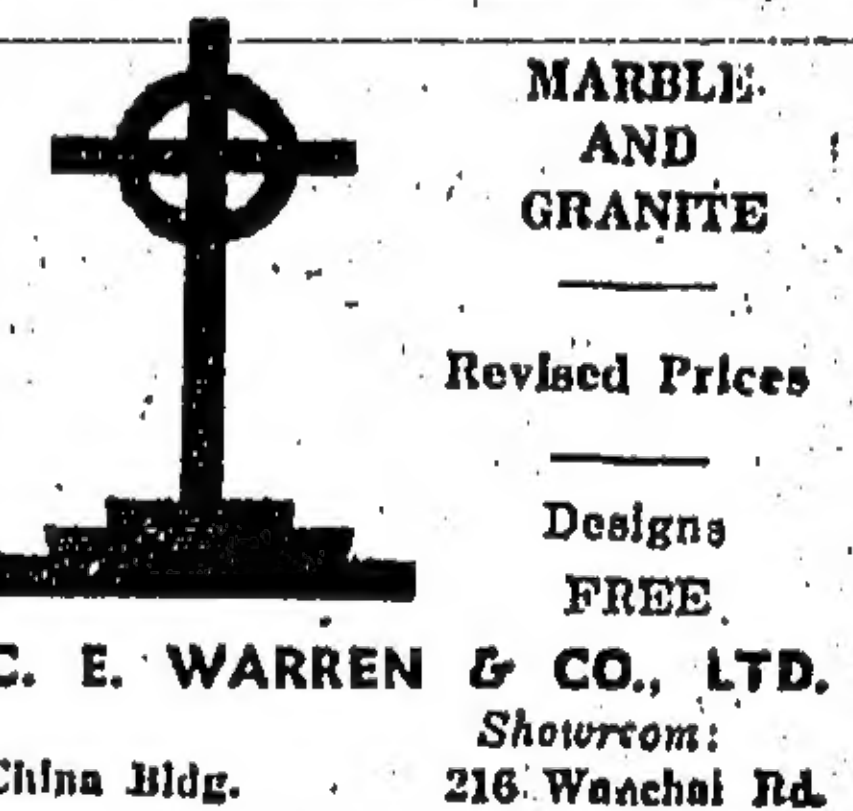 MARBLE
AND
GRANITE
Revised Prices
Designs
FREE
C. E. WARREN & CO., LTD.
Showroom:
China Bldg. 216 Wanchai Rd.